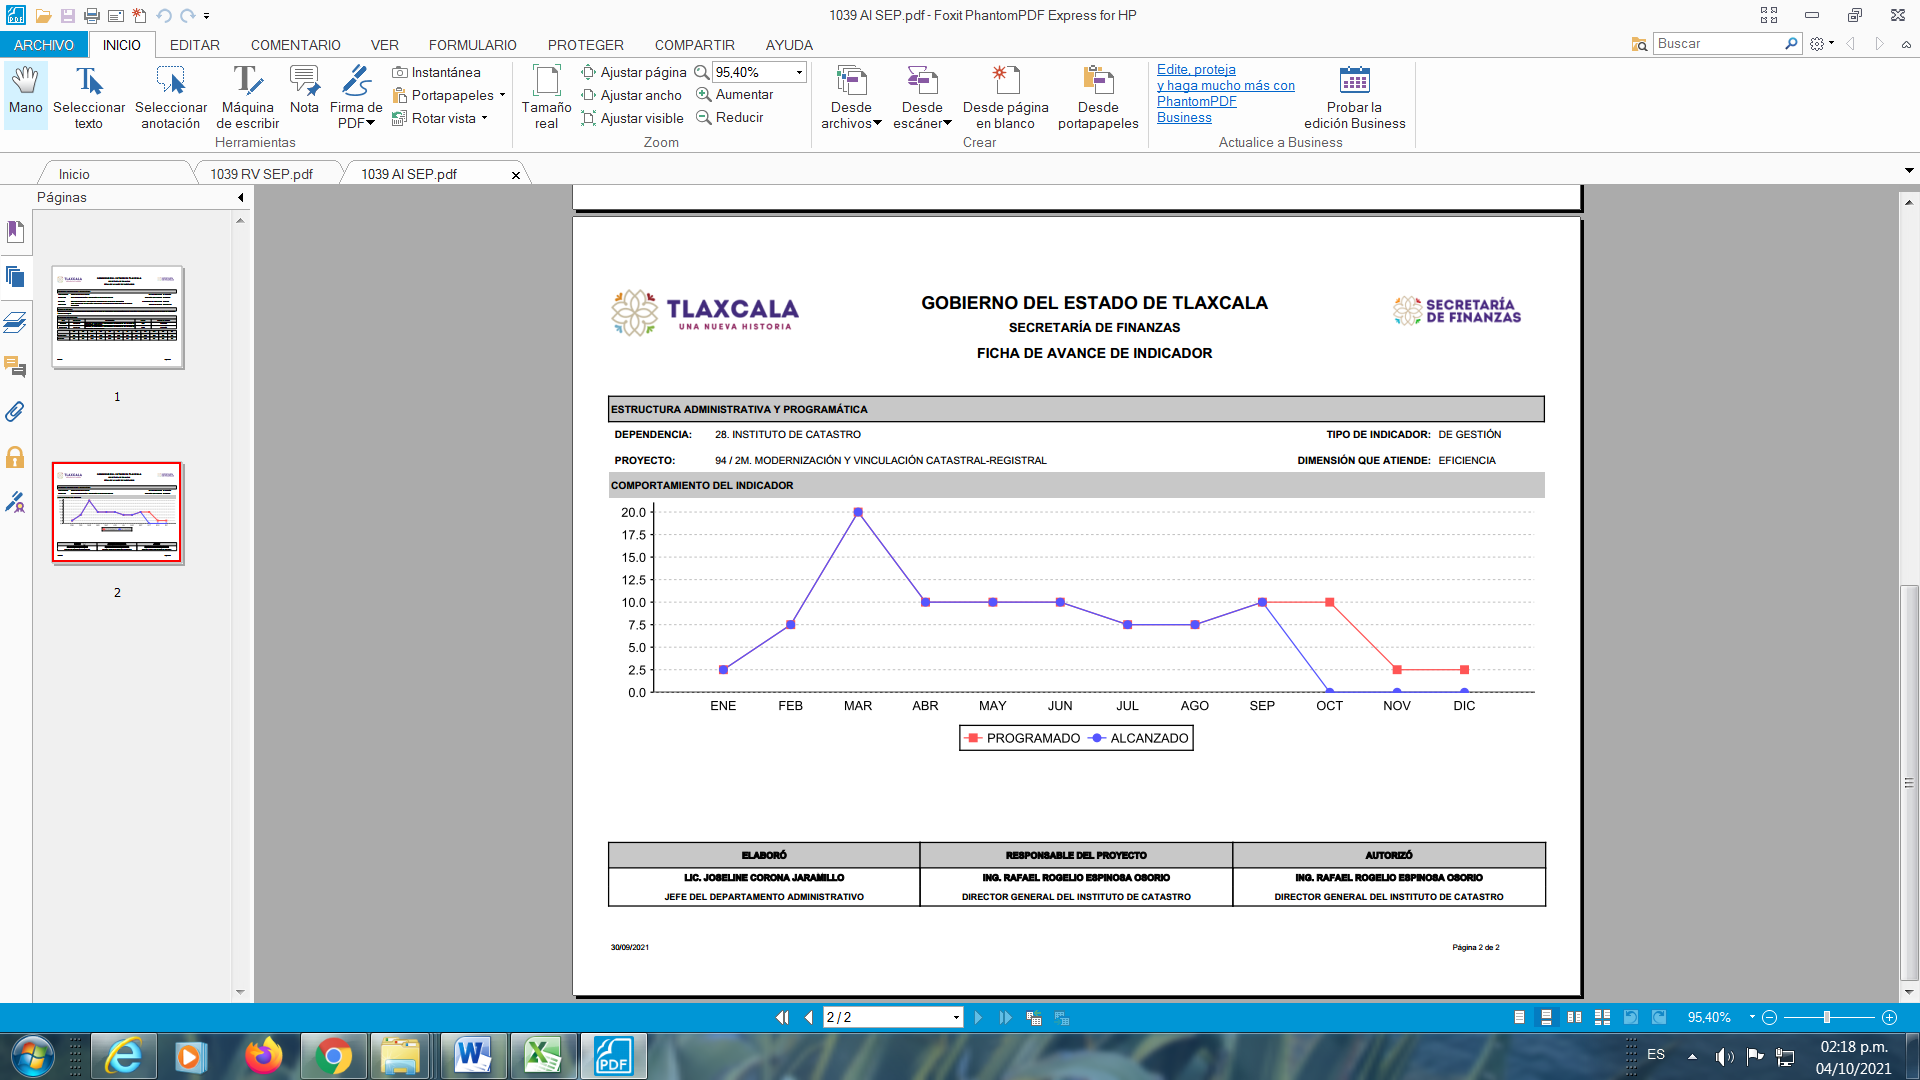 1039 AI SEP.pdf - Foxit PhantomPDF Express for HP
ARCHIVO INICIO EDITAR COMENTARIO VER FORMULARIO PROTEGER COMPARTIR AYUDA
Buscar
Mano
Seleccionar texto
Seleccionar anotación
Máquina de escribir
Nota
Firma de PDF
Instantánea
Portapapeles
Rotar vista
Herramientas
Tamaño real
Ajustar página
Ajustar ancho
Ajustar visible
95,40%
Aumentar
Reducir
Zoom
Desde archivos
Desde escáner
Desde página en blanco
Desde portapapeles
Crear
Edite, proteja
y haga mucho más con
PhantomPDF
Business
Probar la edición Business
Actualice a Business
Inicio
1039 RV SEP.pdf
1039 AI SEP.pdf
Páginas
1
2
TLAXCALA
UNA NUEVA HISTORIA
GOBIERNO DEL ESTADO DE TLAXCALA
SECRETARÍA DE FINANZAS
FICHA DE AVANCE DE INDICADOR
SECRETARÍA
DE FINANZAS
ESTRUCTURA ADMINISTRATIVA Y PROGRAMÁTICA
DEPENDENCIA: 28. INSTITUTO DE CATASTRO TIPO DE INDICADOR: DE GESTIÓN
PROYECTO: 94 / 2M. MODERNIZACIÓN Y VINCULACIÓN CATASTRAL-REGISTRAL DIMENSIÓN QUE ATIENDE: EFICIENCIA
COMPORTAMIENTO DEL INDICADOR
20.0
17.5
15.0
12.5
10.0
7.5
5.0
2.5
0.0
ENE FEB MAR ABR MAY JUN JUL AGO SEP OCT NOV DIC
PROGRAMADO ALCANZADO
ELABORÓ RESPONSABLE DEL PROYECTO AUTORIZÓ
LIC. JOSELINE CORONA JARAMILLO ING. RAFAEL ROGELIO ESPINOSA OSORIO ING. RAFAEL ROGELIO ESPINOSA OSORIO
JEFE DEL DEPARTAMENTO ADMINISTRATIVO DIRECTOR GENERAL DEL INSTITUTO DE CATASTRO DIRECTOR GENERAL DEL INSTITUTO DE CATASTRO
30/09/2021 Página 2 de 2
2 / 2
95,40%
ES
02:18 p.m.
04/10/2021